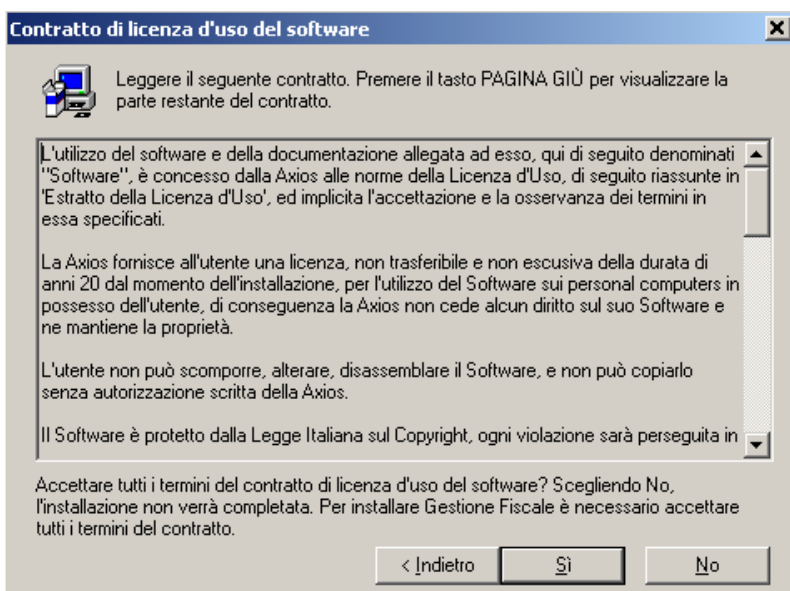 Contratto di licenza d'uso del software
Leggere il seguente contratto. Premere il tasto PAGINA GIÙ per visualizzare la
parte restante del contratto.
L'utilizzo del software e della documentazione allegata ad esso, qui di seguito denominati
"Software", è concesso dalla Axios alle norme della Licenza d'Uso, di seguito riassunte in
'Estratto della Licenza d'Uso', ed implicita l'accettazione e la osservanza dei termini in
essa specificati.
La Axios fornisce all'utente una licenza, non trasferibile e non escusiva della durata di
anni 20 dal momento dell'installazione, per l'utilizzo del Software sui personal computers in
possesso dell'utente, di conseguenza la Axios non cede alcun diritto sul suo Software e
ne mantiene la proprietà.
L'utente non può scomporre, alterare, disassemblare il Software, e non può copiarlo
senza autorizzazione scritta della Axios.
Il Software è protetto dalla Legge Italiana sul Copyright, ogni violazione sarà perseguita in
Accettare tutti i termini del contratto di licenza d'uso del software? Scegliendo No,
l'installazione non verrà completata. Per installare Gestione Fiscale è necessario accettare
tutti i termini del contratto.
< Indietro
Sì
No